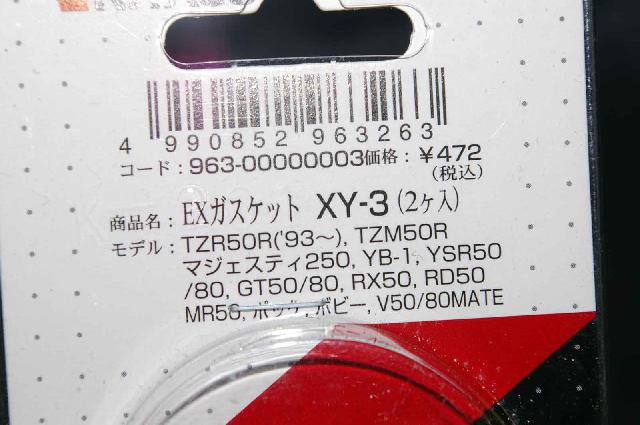 4 990852 963263
コード：963-00000003価格：￥472
(税込)
商品名：EXガスケット XY-3 (2ヶ入)
モデル：TZR50R('93～), TZM50R
マジェスティ250, YB-1, YSR50
/80, GT50/80, RX50, RD50
MR50, ポッケ, ボビー, V50/80MATE